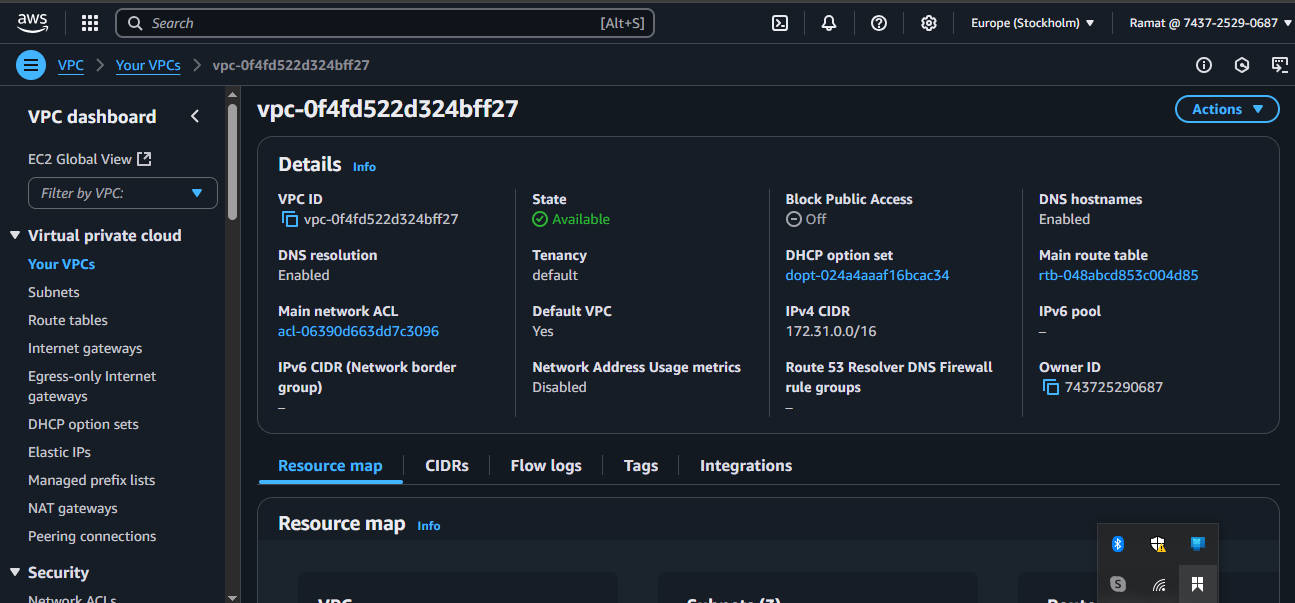 aws
Search [Alt+S]
Europe (Stockholm)
Ramat @ 7437-2529-0687
VPC
Your VPCs
vpc-0f4fd522d324bff27
VPC dashboard
EC2 Global View
Filter by VPC:
Virtual private cloud
Your VPCs
Subnets
Route tables
Internet gateways
Egress-only Internet
gateways
DHCP option sets
Elastic IPs
Managed prefix lists
NAT gateways
Peering connections
Security
Network ACLs
vpc-0f4fd522d324bff27
Actions
Details Info
VPC ID
vpc-0f4fd522d324bff27
State
Available
Block Public Access
Off
DNS hostnames
Enabled
DNS resolution
Enabled
Tenancy
default
DHCP option set
dopt-024a4aaaf16bcac34
Main route table
rtb-048abcd853c004d85
Main network ACL
acl-06390d663dd7c3096
Default VPC
Yes
IPv4 CIDR
172.31.0.0/16
IPv6 pool
–
IPv6 CIDR (Network border
group)
–
Network Address Usage metrics
Disabled
Route 53 Resolver DNS Firewall
rule groups
–
Owner ID
743725290687
Resource map
CIDRs
Flow logs
Tags
Integrations
Resource map Info
VPC
Subnets (3)
Route